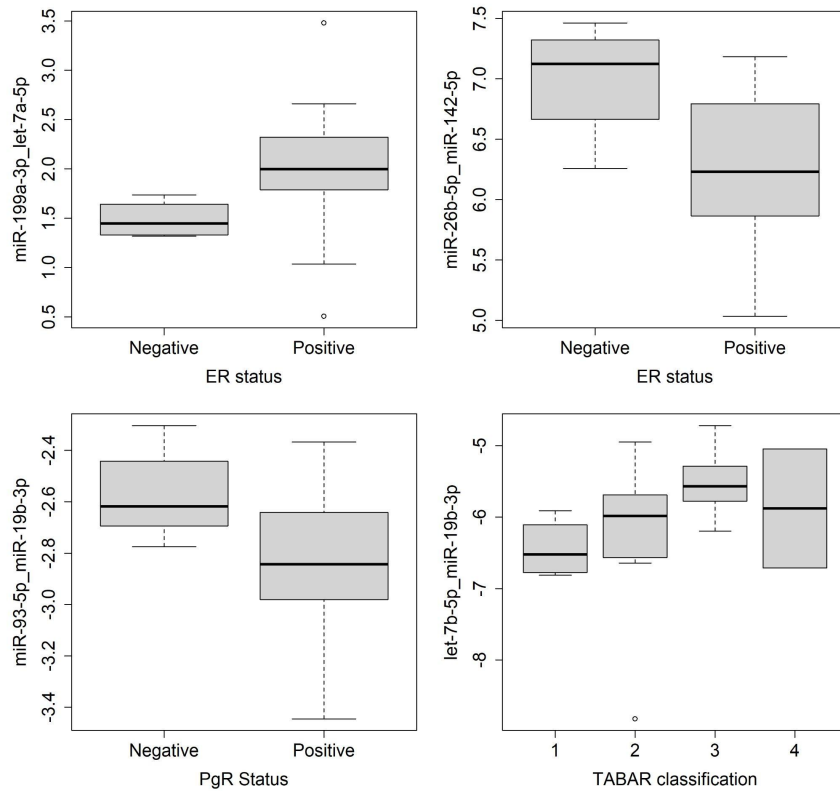 miR-199a-3p_let-7a-5p
3.5
3.0
2.5
2.0
1.5
1.0
0.5
Negative Positive
ER status
miR-26b-5p_miR-142-5p
7.5
7.0
6.5
6.0
5.5
5.0
Negative Positive
ER status
miR-93-5p_miR-19b-3p
-2.4
-2.6
-2.8
-3.0
-3.2
-3.4
Negative Positive
PgR Status
let-7b-5p_miR-19b-3p
-5
-6
-7
-8
1 2 3 4
TABAR classification